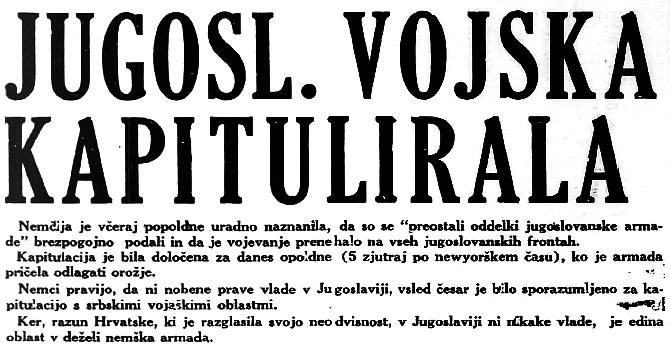 JUGOSL. VOJSKA
KAPITULIRALA
Nemčija je včeraj popoldne uradno naznanila, da so se "preostali oddelki jugoslovanske arma-
de" brezpogojno podali in da je vojevanje prenehalo na vseh jugoslovanskih frontah.
Kapitulacija je bila določena za danes opoldne (5 zjutraj po newyorškem času), ko je armada
pričela odlagati orožje.
Nemci pravijo, da ni nobene prave vlade v Jugoslaviji, vsled česar je bilo sporazumljeno za ka-
pitulacijo s srbskimi vojaškimi oblastmi.
Ker, razun Hrvatske, ki je razglasila svojo neodvisnost, v Jugoslaviji ni nikake vlade, je edina
oblast v deželi nemška armada.